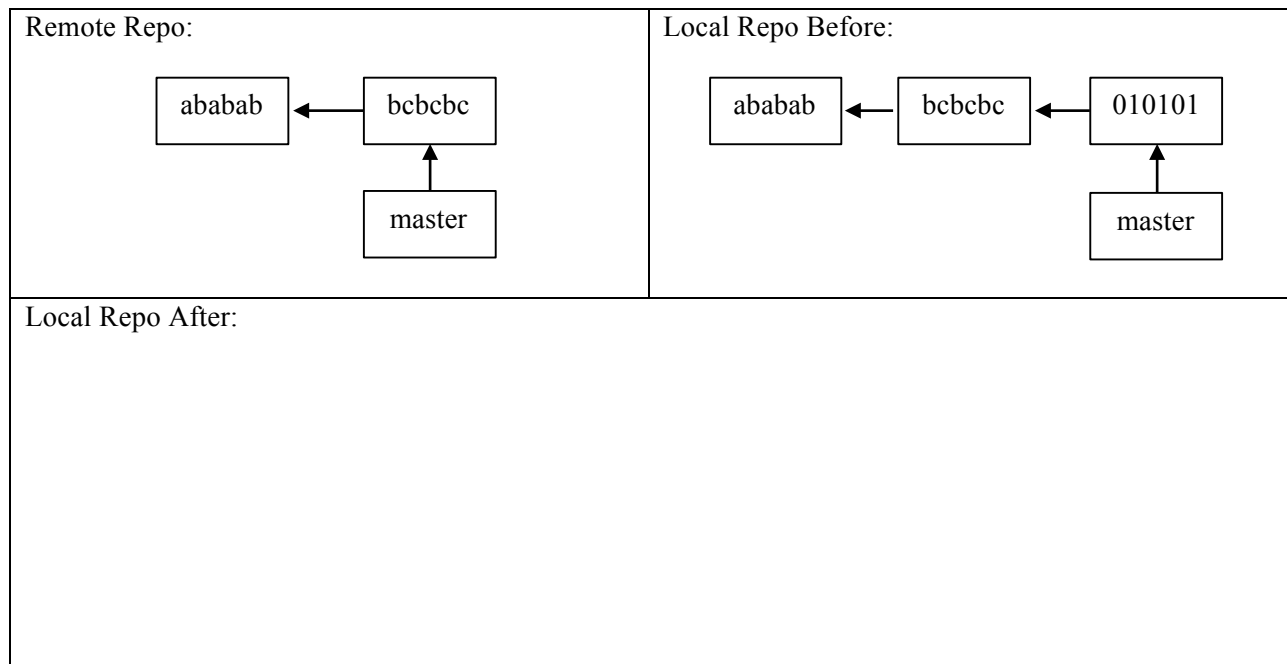 Remote Repo:
ababab
bcbcbc
master
Local Repo Before:
ababab
bcbcbc
010101
master
Local Repo After: